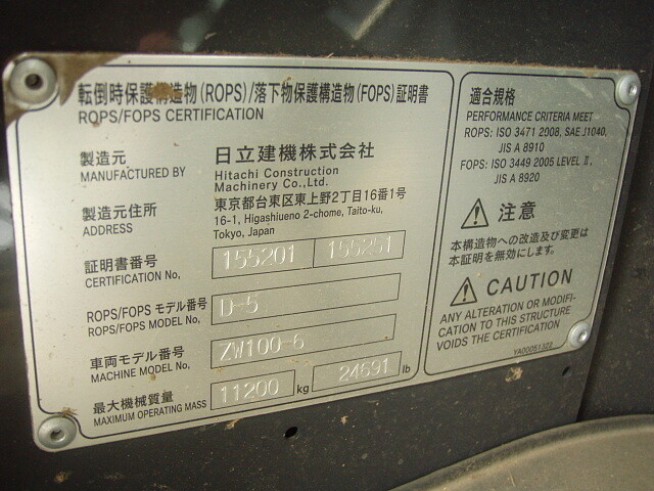 転倒時保護構造物(ROPS)/落下物保護構造物(FOPS)証明書
ROPS/FOPS CERTIFICATION
製造元 日立建機株式会社
MANUFACTURED BY Hitachi Construction
Machinery Co.,Ltd.
製造元住所 東京都台東区東上野2丁目16番1号
ADDRESS 16-1, Higashiueno 2-chome, Taito-ku,
Tokyo, Japan
証明書番号 155201 155251
CERTIFICATION No,
ROPS/FOPS モデル番号 D-5
ROPS/FOPS MODEL No,
車両モデル番号 ZW100-6
MACHINE MODEL No,
最大機械質量 11200 kg 24691 lb
MAXIMUM OPERATING MASS
適合規格
PERFORMANCE CRITERIA MEET
ROPS: ISO 3471 2008, SAE J1040,
JIS A 8910
FOPS: ISO 3449 2005 LEVEL Ⅱ,
JIS A 8920
注意
本構造物への改造及び変更は
本証明を無効にします。
CAUTION
ANY ALTERATION OR MODIFI-
CATION TO THIS STRUCTURE
VOIDS THE CERTIFICATION